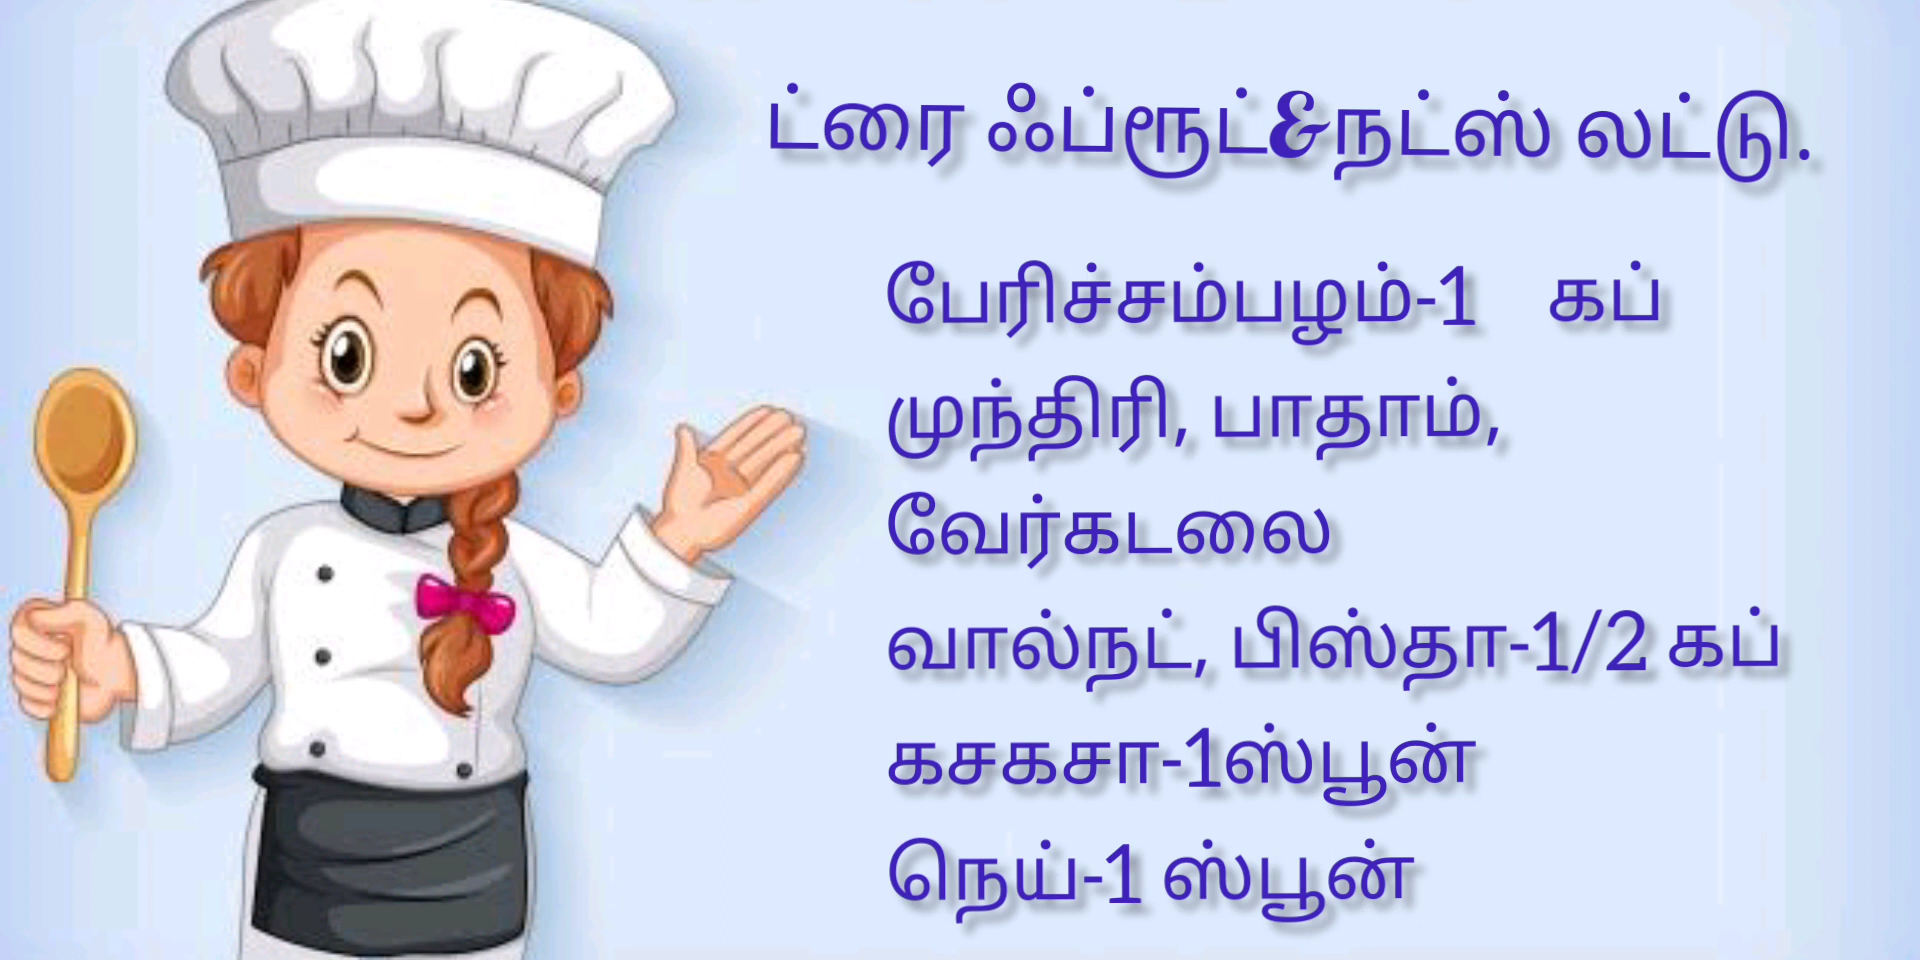 ட்ரை ஃப்ரூட்&நட்ஸ் லட்டு.
பேரிச்சம்பழம்-1 கப்
முந்திரி, பாதாம்,
வேர்கடலை
வால்நட், பிஸ்தா-1/2 கப்
கசகசா-1ஸ்பூன்
நெய்-1 ஸ்பூன்